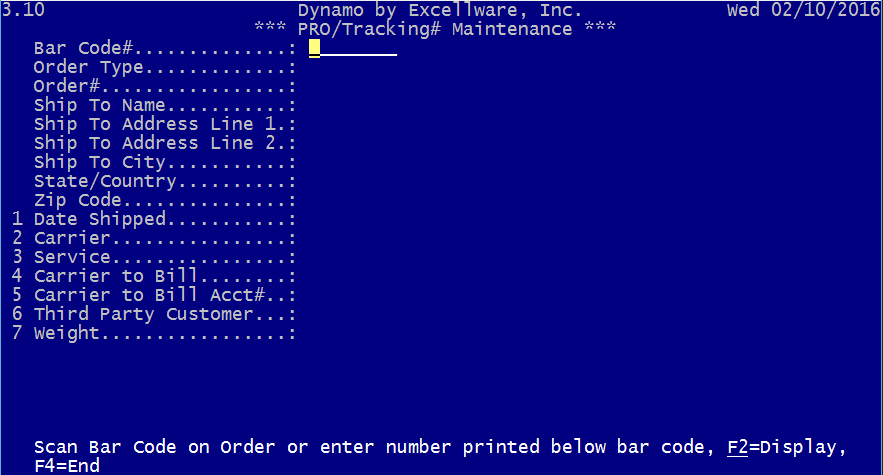 3.10 Dynamo by Excellware, Inc. Wed 02/10/2016
*** PRO/Tracking# Maintenance ***
Bar Code#..............:
Order Type.............:
Order#.................:
Ship To Name...........:
Ship To Address Line 1.:
Ship To Address Line 2.:
Ship To City...........:
State/Country..........:
Zip Code...............:
1 Date Shipped...........:
2 Carrier................:
3 Service................:
4 Carrier to Bill........:
5 Carrier to Bill Acct#..:
6 Third Party Customer...:
7 Weight.................:
Scan Bar Code on Order or enter number printed below bar code, F2=Display,
F4=End